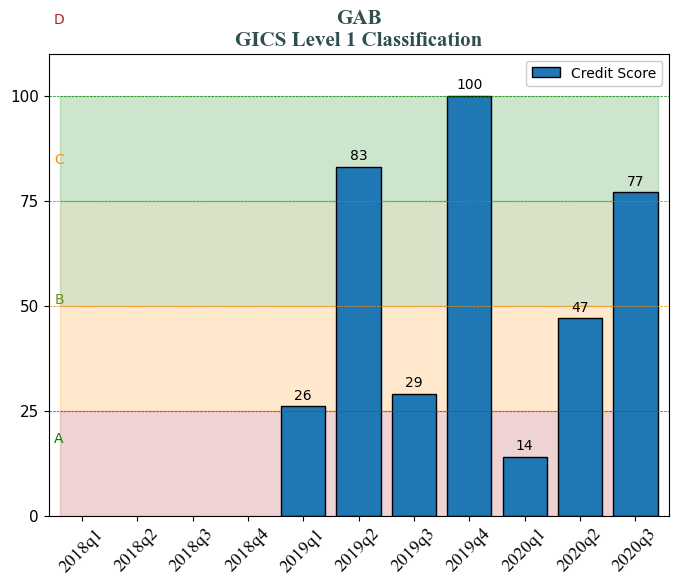 D
GAB
GICS Level 1 Classification
Credit Score
100
100
C
83
77
75
B
50
47
29
26
25
A
14
0
2018q1
2018q2
2018q3
2018q4
2019q1
2019q2
2019q3
2019q4
2020q1
2020q2
2020q3